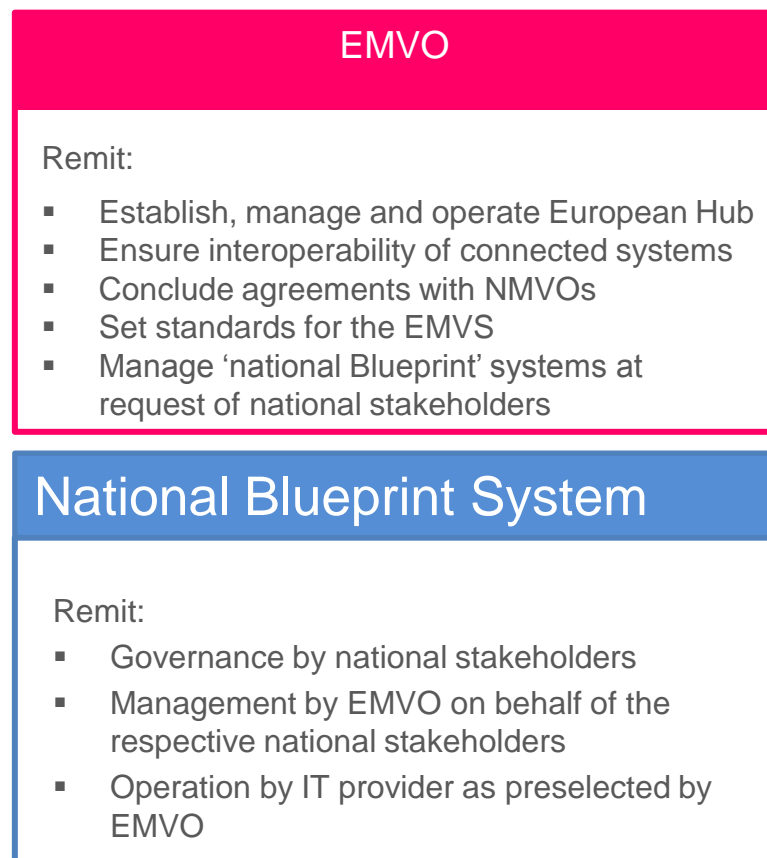 EMVO
Remit:
▪ Establish, manage and operate European Hub
▪ Ensure interoperability of connected systems
▪ Conclude agreements with NMVOs
▪ Set standards for the EMVS
▪ Manage ‘national Blueprint’ systems at
request of national stakeholders
National Blueprint System
Remit:
▪ Governance by national stakeholders
▪ Management by EMVO on behalf of the
respective national stakeholders
▪ Operation by IT provider as preselected by
EMVO